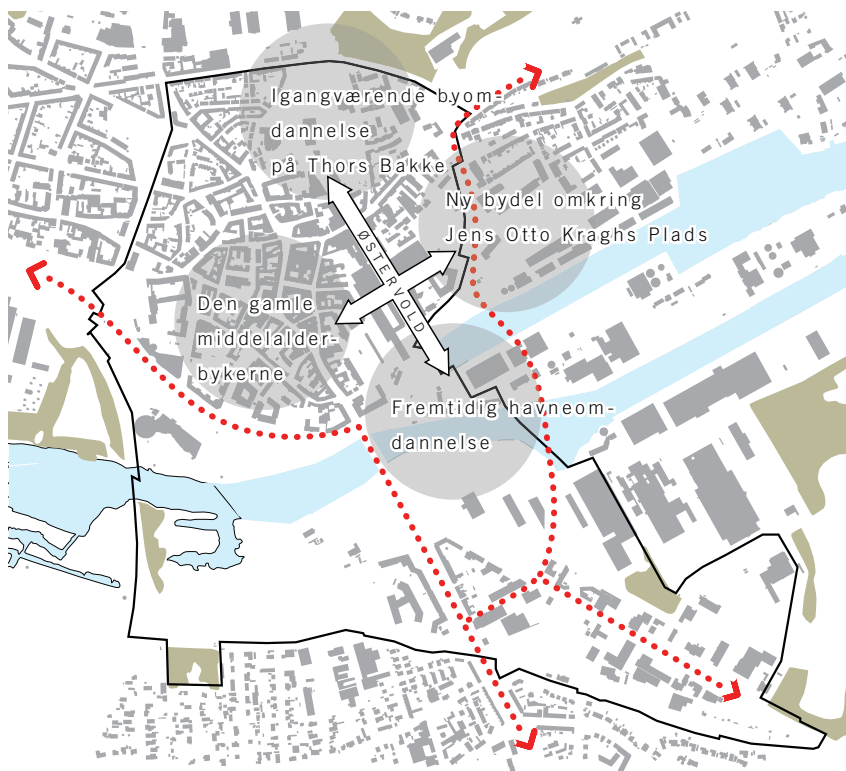 Igangværende byom-
dannelse
på Thors Bakke
Ny bydel omkring
Jens Otto Kraghs Plads
ØSTERVOLD
Den gamle
middelalder-
bykerne
Fremtidig havneom-
dannelse